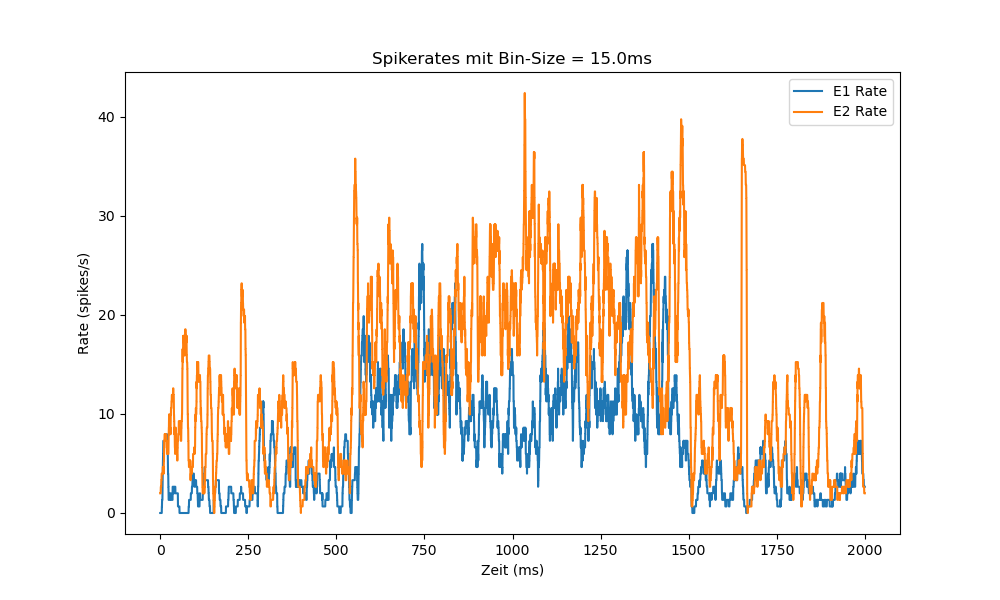 Spikerates mit Bin-Size = 15.0ms
E1 Rate
E2 Rate
Rate (spikes/s)
40
30
20
10
0
0 250 500 750 1000 1250 1500 1750 2000
Zeit (ms)